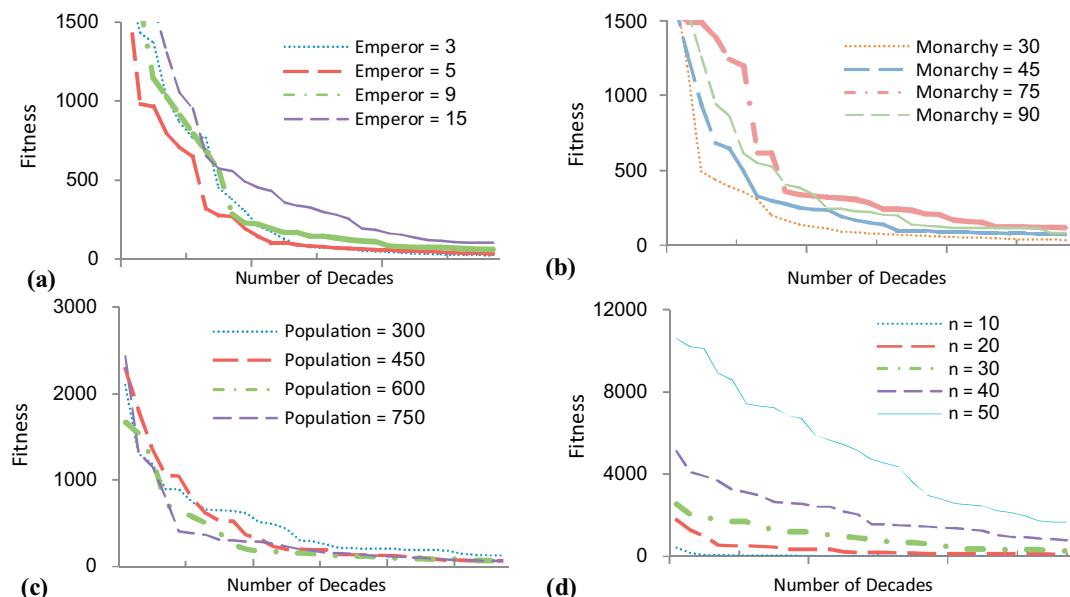 1500
1000
500
0
Fitness
Number of Decades
(a)
Emperor = 3
Emperor = 5
Emperor = 9
Emperor = 15
1500
1000
500
0
Fitness
Number of Decades
(b)
Monarchy = 30
Monarchy = 45
Monarchy = 75
Monarchy = 90
3000
2000
1000
0
Fitness
Number of Decades
(c)
Population = 300
Population = 450
Population = 600
Population = 750
12000
8000
4000
0
Fitness
Number of Decades
(d)
n = 10
n = 20
n = 30
n = 40
n = 50